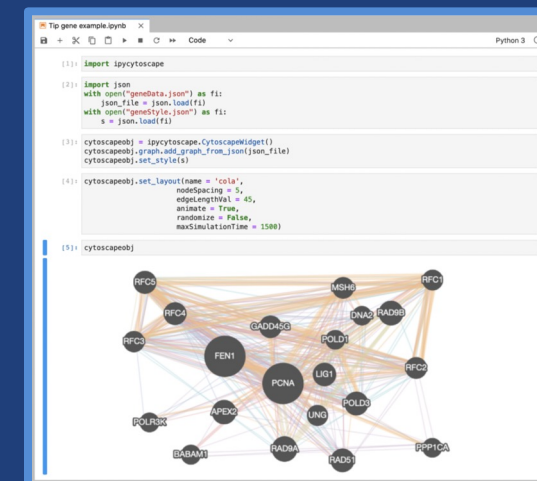 Tip gene example.ipynb
Code
Python 3
[1]: import ipycytoscape
[2]: import json
with open("geneData.json") as fi:
json_file = json.load(fi)
with open("geneStyle.json") as fi:
s = json.load(fi)
[3]: cytoscapeobj = ipycytoscape.CytoscapeWidget()
cytoscapeobj.graph.add_graph_from_json(json_file)
cytoscapeobj.set_style(s)
[4]: cytoscapeobj.set_layout(name = 'cola',
nodeSpacing = 5,
edgeLengthVal = 45,
animate = True,
randomize = False,
maxSimulationTime = 1500)
[5]: cytoscapeobj
RFC5
MSH6
RFC1
RFC4
GADD45G
DNA2
RAD9B
RFC3
POLD1
FEN1
RFC2
PCNA
LIG1
APEX2
UNG
POLD3
POLR3K
BABAM1
RAD9A
RAD51
PPP1CA